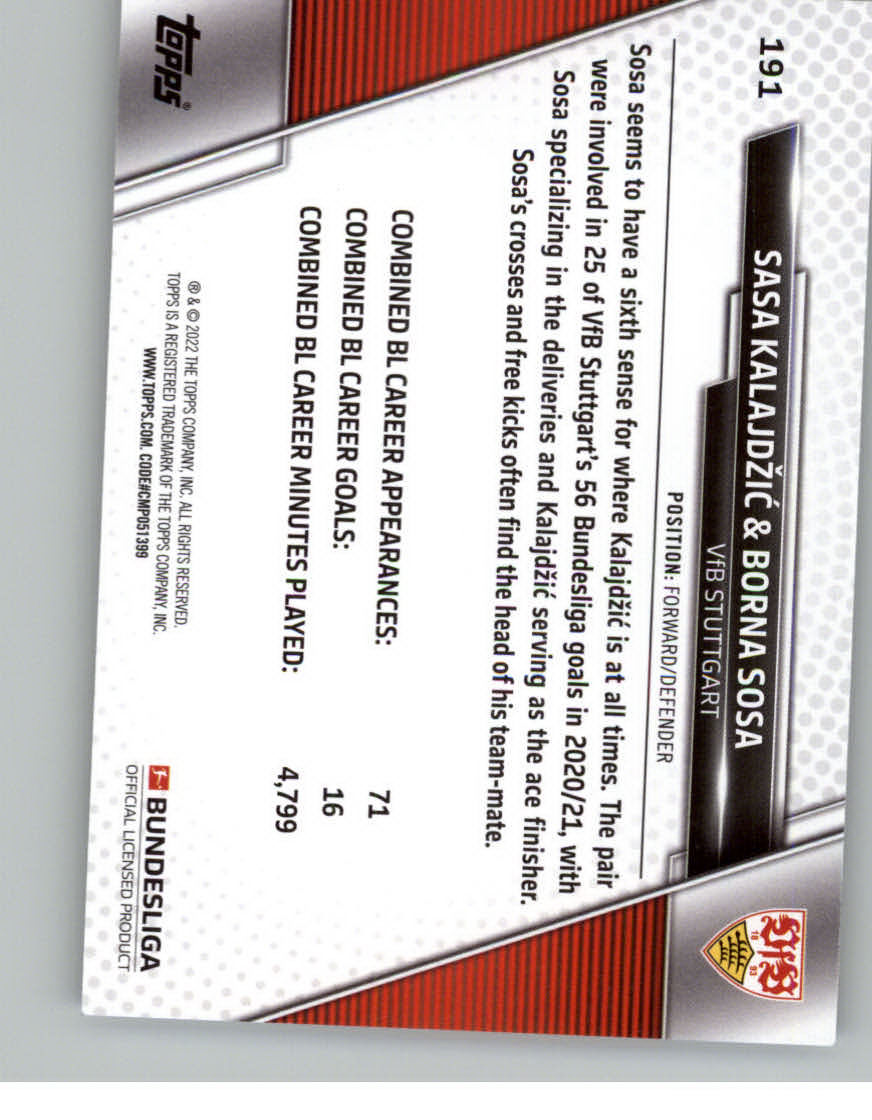 191
SASA KALAJDŽIĆ & BORNA SOSA
VfB STUTTGART
POSITION: FORWARD/DEFENDER
Sosa seems to have a sixth sense for where Kalajdžić is at all times. The pair
were involved in 25 of VfB Stuttgart's 56 Bundesliga goals in 2020/21, with
Sosa specializing in the deliveries and Kalajdžić serving as the ace finisher.
Sosa's crosses and free kicks often find the head of his team-mate.
COMBINED BL CAREER APPEARANCES: 71
COMBINED BL CAREER GOALS: 16
COMBINED BL CAREER MINUTES PLAYED: 4,799
® & © 2022 THE TOPPS COMPANY, INC. ALL RIGHTS RESERVED.
TOPPS IS A REGISTERED TRADEMARK OF THE TOPPS COMPANY, INC.
WWW.TOPPS.COM. CODE#CMP051399
topps®
BUNDESLIGA
OFFICIAL LICENSED PRODUCT
18 93